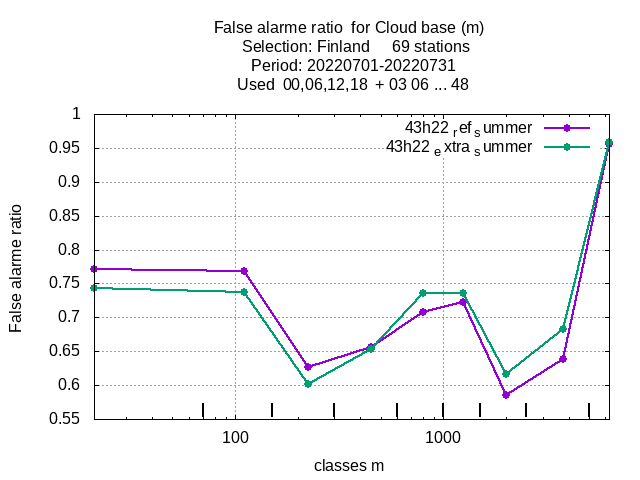 False alarme ratio  for Cloud base (m)
Selection: Finland     69 stations
Period: 20220701-20220731
Used  00,06,12,18  + 03 06 ... 48
43h22 ref summer
43h22 extra summer
1
0.95
0.9
0.85
0.8
0.75
0.7
0.65
0.6
0.55
False alarme ratio
100 1000
classes m